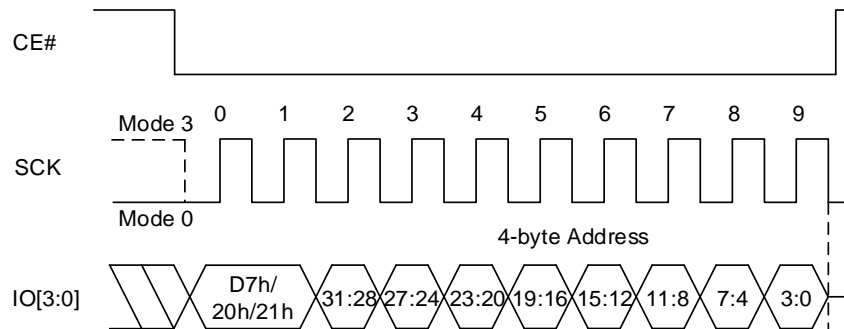 CE#
0 1 2 3 4 5 6 7 8 9
Mode 3
SCK
Mode 0
4-byte Address
IO[3:0]
D7h/
20h/21h
31:28 27:24 23:20 19:16 15:12 11:8 7:4 3:0